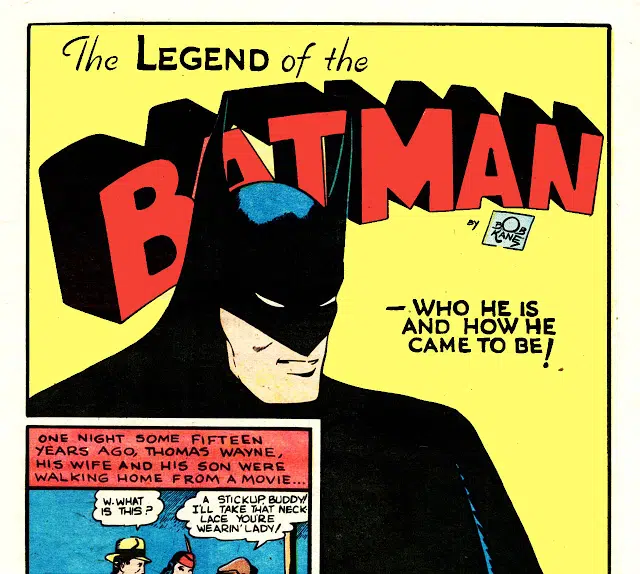 The LEGEND of the
BATMAN
BY BOB KANE
— WHO HE IS
AND HOW HE
CAME TO BE!
ONE NIGHT SOME FIFTEEN
YEARS AGO, THOMAS WAYNE,
HIS WIFE AND HIS SON WERE
WALKING HOME FROM A MOVIE...
W.WHAT
IS THIS?
A STICKUP, BUDDY!
I'LL TAKE THAT NECK-
LACE YOU'RE
WEARIN' LADY!